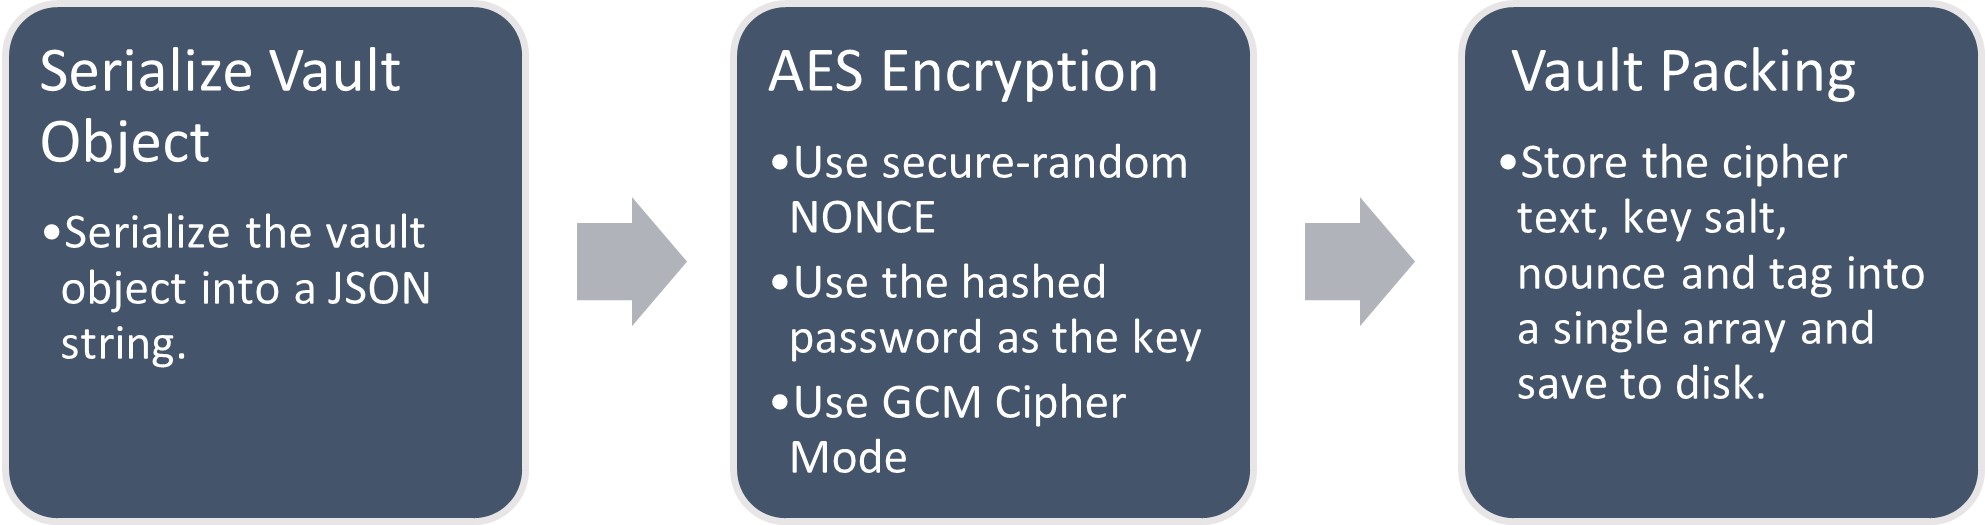 Serialize Vault
Object
•Serialize the vault
object into a JSON
string.
AES Encryption
•Use secure-random
NONCE
•Use the hashed
password as the key
•Use GCM Cipher
Mode
Vault Packing
•Store the cipher
text, key salt,
nounce and tag into
a single array and
save to disk.